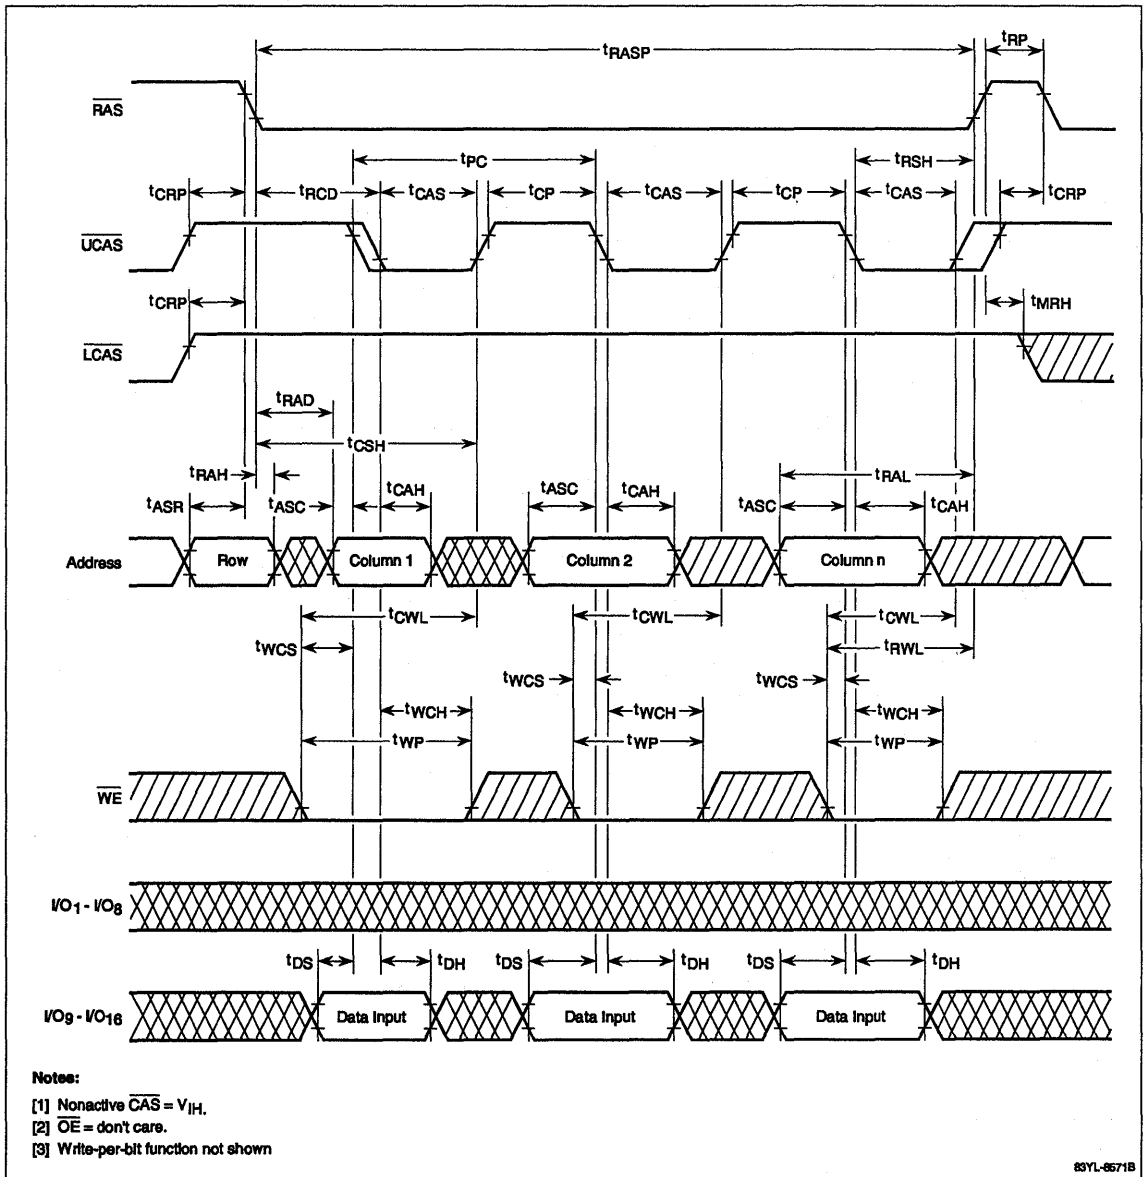 tRASP tRP
RAS
tPC tRSH
tCRP tRCD tCAS tCP tCAS tCP tCAS tCRP
UCAS
tCRP tMRH
LCAS
tRAD
tCSH
tRAH tCAH tASC tCAH tRAL
tASR tASC tASC tCAH
Address Row Column 1 Column 2 Column n
tCWL tCWL tCWL
tWCS tRWL
tWCS tWCS
tWCH tWCH tWCH
tWP tWP tWP
WE
I/O1 - I/O8
tDS tDH tDS tDH tDS tDH
I/O9 - I/O16 Data Input Data Input Data Input
Notes:
[1] Nonactive CAS = VIH.
[2] OE = don't care.
[3] Write-per-bit function not shown
83YL-8571B